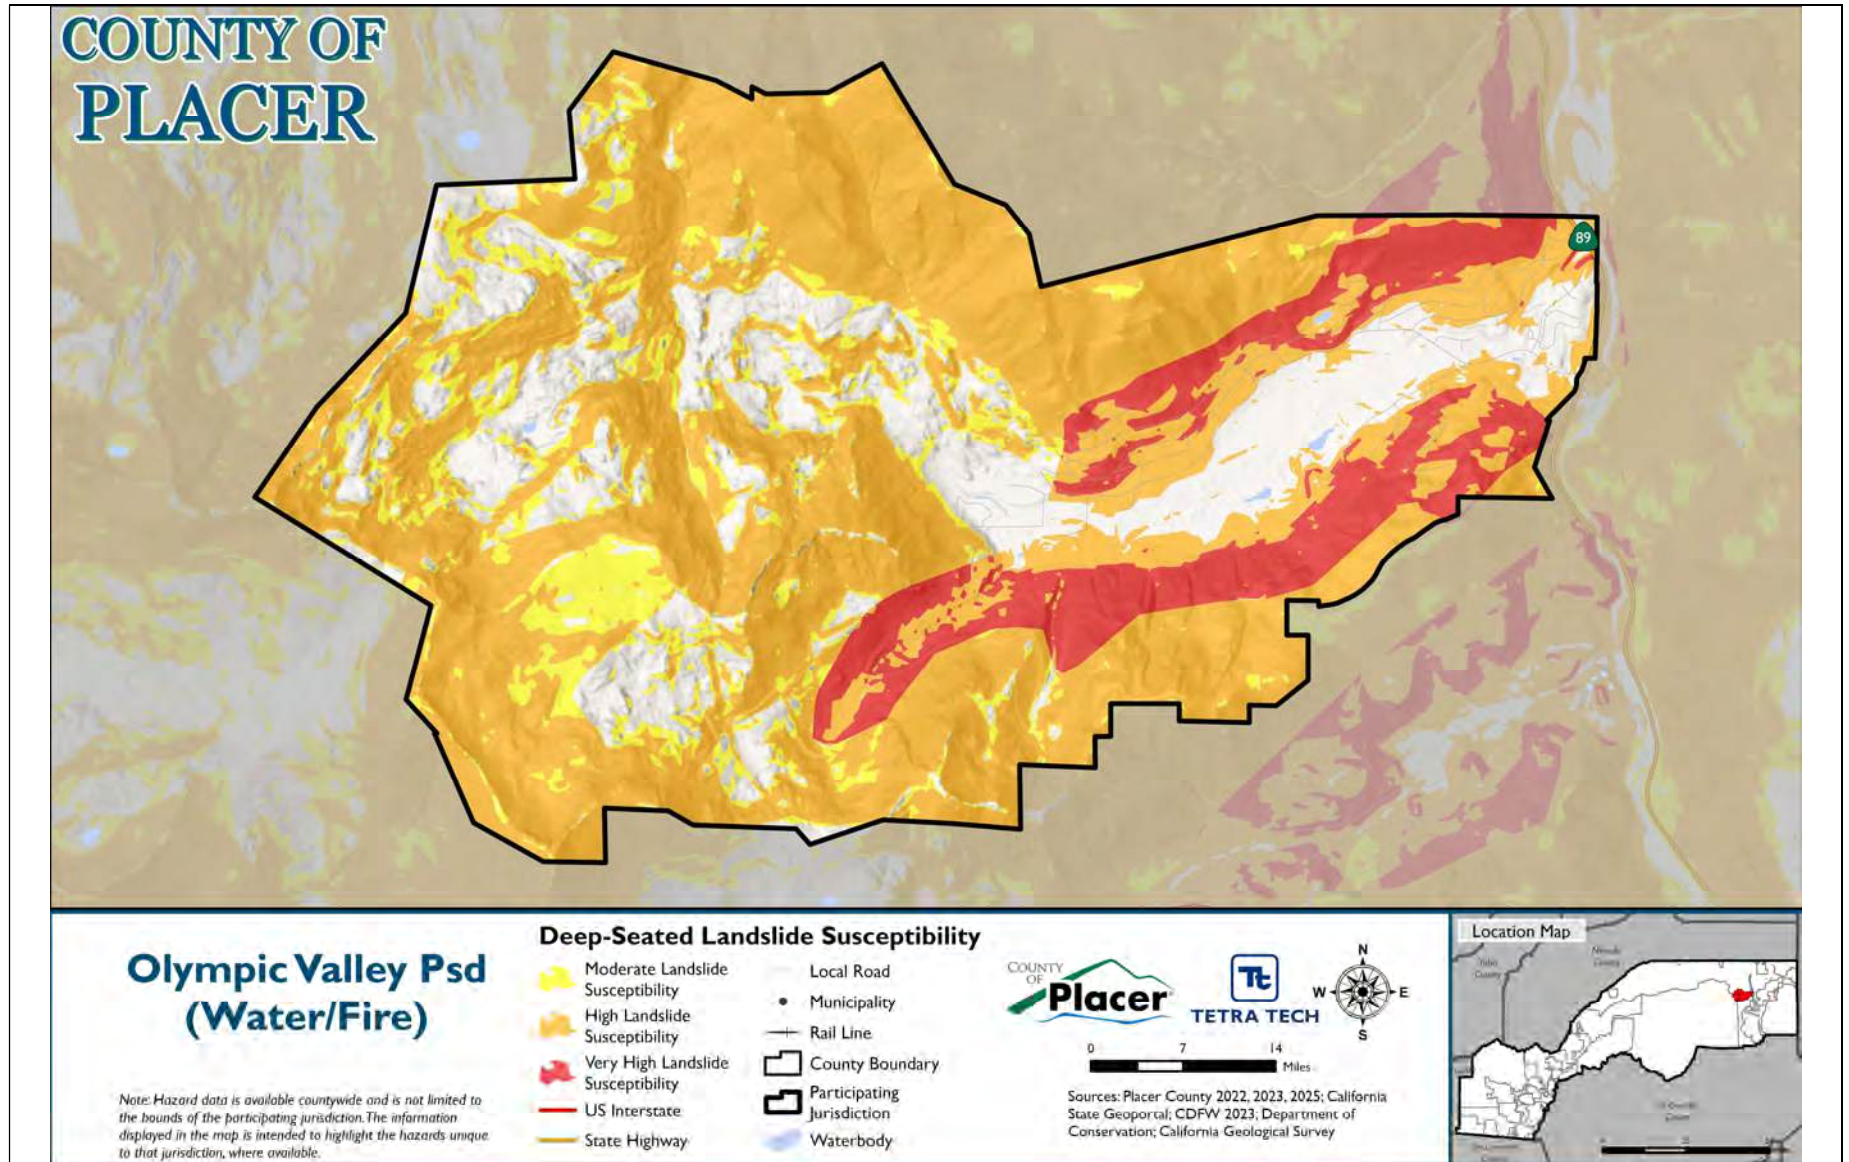 COUNTY OF
PLACER
89
Olympic Valley Psd
(Water/Fire)
Note: Hazard data is available countywide and is not limited to
the bounds of the participating jurisdiction. The information
displayed in the map is intended to highlight the hazards unique
to that jurisdiction, where available.
Deep-Seated Landslide Susceptibility
Moderate Landslide
Susceptibility
High Landslide
Susceptibility
Very High Landslide
Susceptibility
US Interstate
State Highway
Local Road
Municipality
Rail Line
County Boundary
Participating
Jurisdiction
Waterbody
COUNTY
OF
Placer
Tt
TETRA TECH
N
W
E
S
0 7 14
Miles
Sources: Placer County 2022, 2023, 2025; California
State Geoportal; CDFW 2023; Department of
Conservation; California Geological Survey
Location Map
Nevada
County
County
County